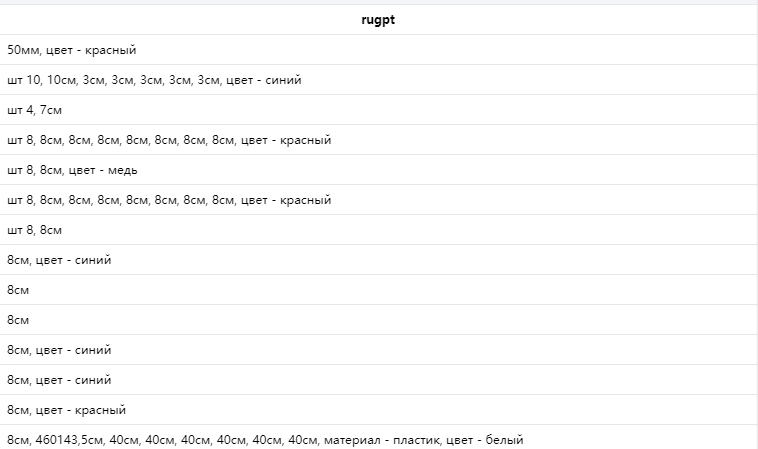 rugpt
50мм, цвет - красный
шт 10, 10см, 3см, 3см, 3см, 3см, 3см, цвет - синий
шт 4, 7см
шт 8, 8см, 8см, 8см, 8см, 8см, 8см, 8см, цвет - красный
шт 8, 8см, цвет - медь
шт 8, 8см, 8см, 8см, 8см, 8см, 8см, 8см, цвет - красный
шт 8, 8см
8см, цвет - синий
8см
8см
8см, цвет - синий
8см, цвет - синий
8см, цвет - красный
8см, 460143,5см, 40см, 40см, 40см, 40см, 40см, 40см, материал - пластик, цвет - белый